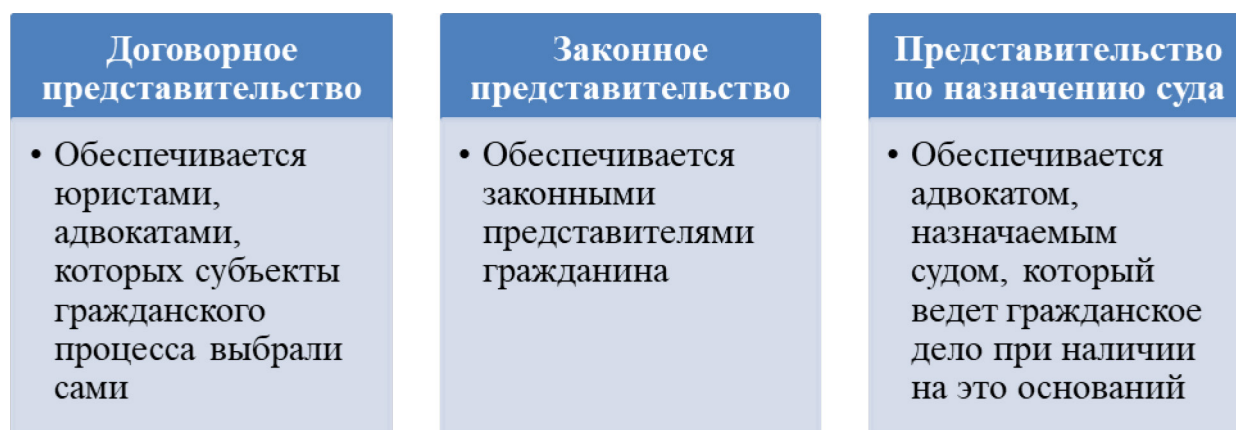 Договорное
представительство
• Обеспечивается
юристами,
адвокатами,
которых субъекты
гражданского
процесса выбрали
сами
Законное
представительство
• Обеспечивается
законными
представителями
гражданина
Представительство
по назначению суда
• Обеспечивается
адвокатом,
назначаемым
судом, который
ведет гражданское
дело при наличии
на это оснований